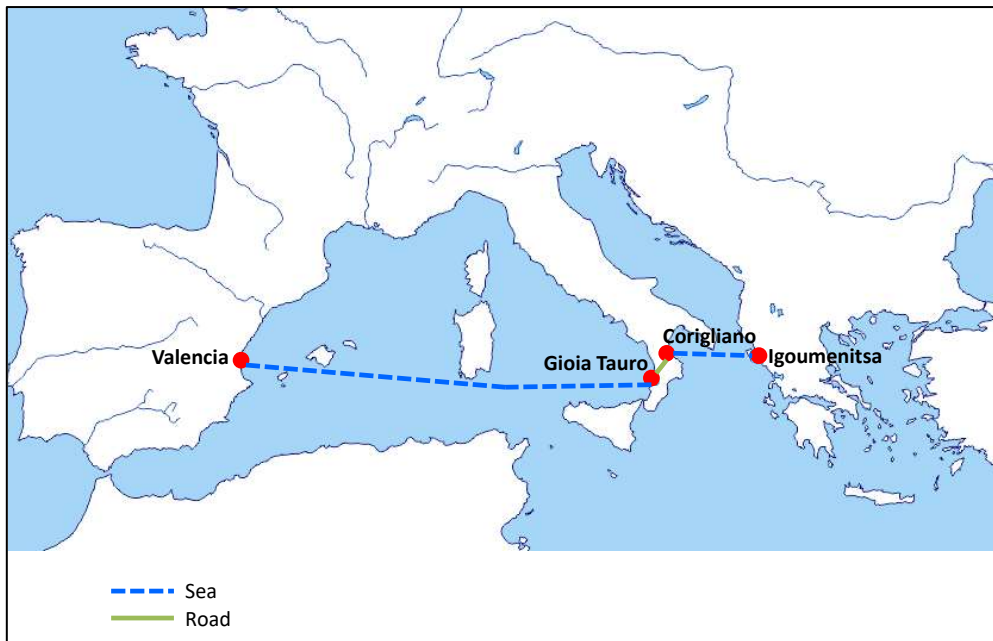 Corigliano
Valencia
Igoumenitsa
Gioia Tauro
Sea
Road